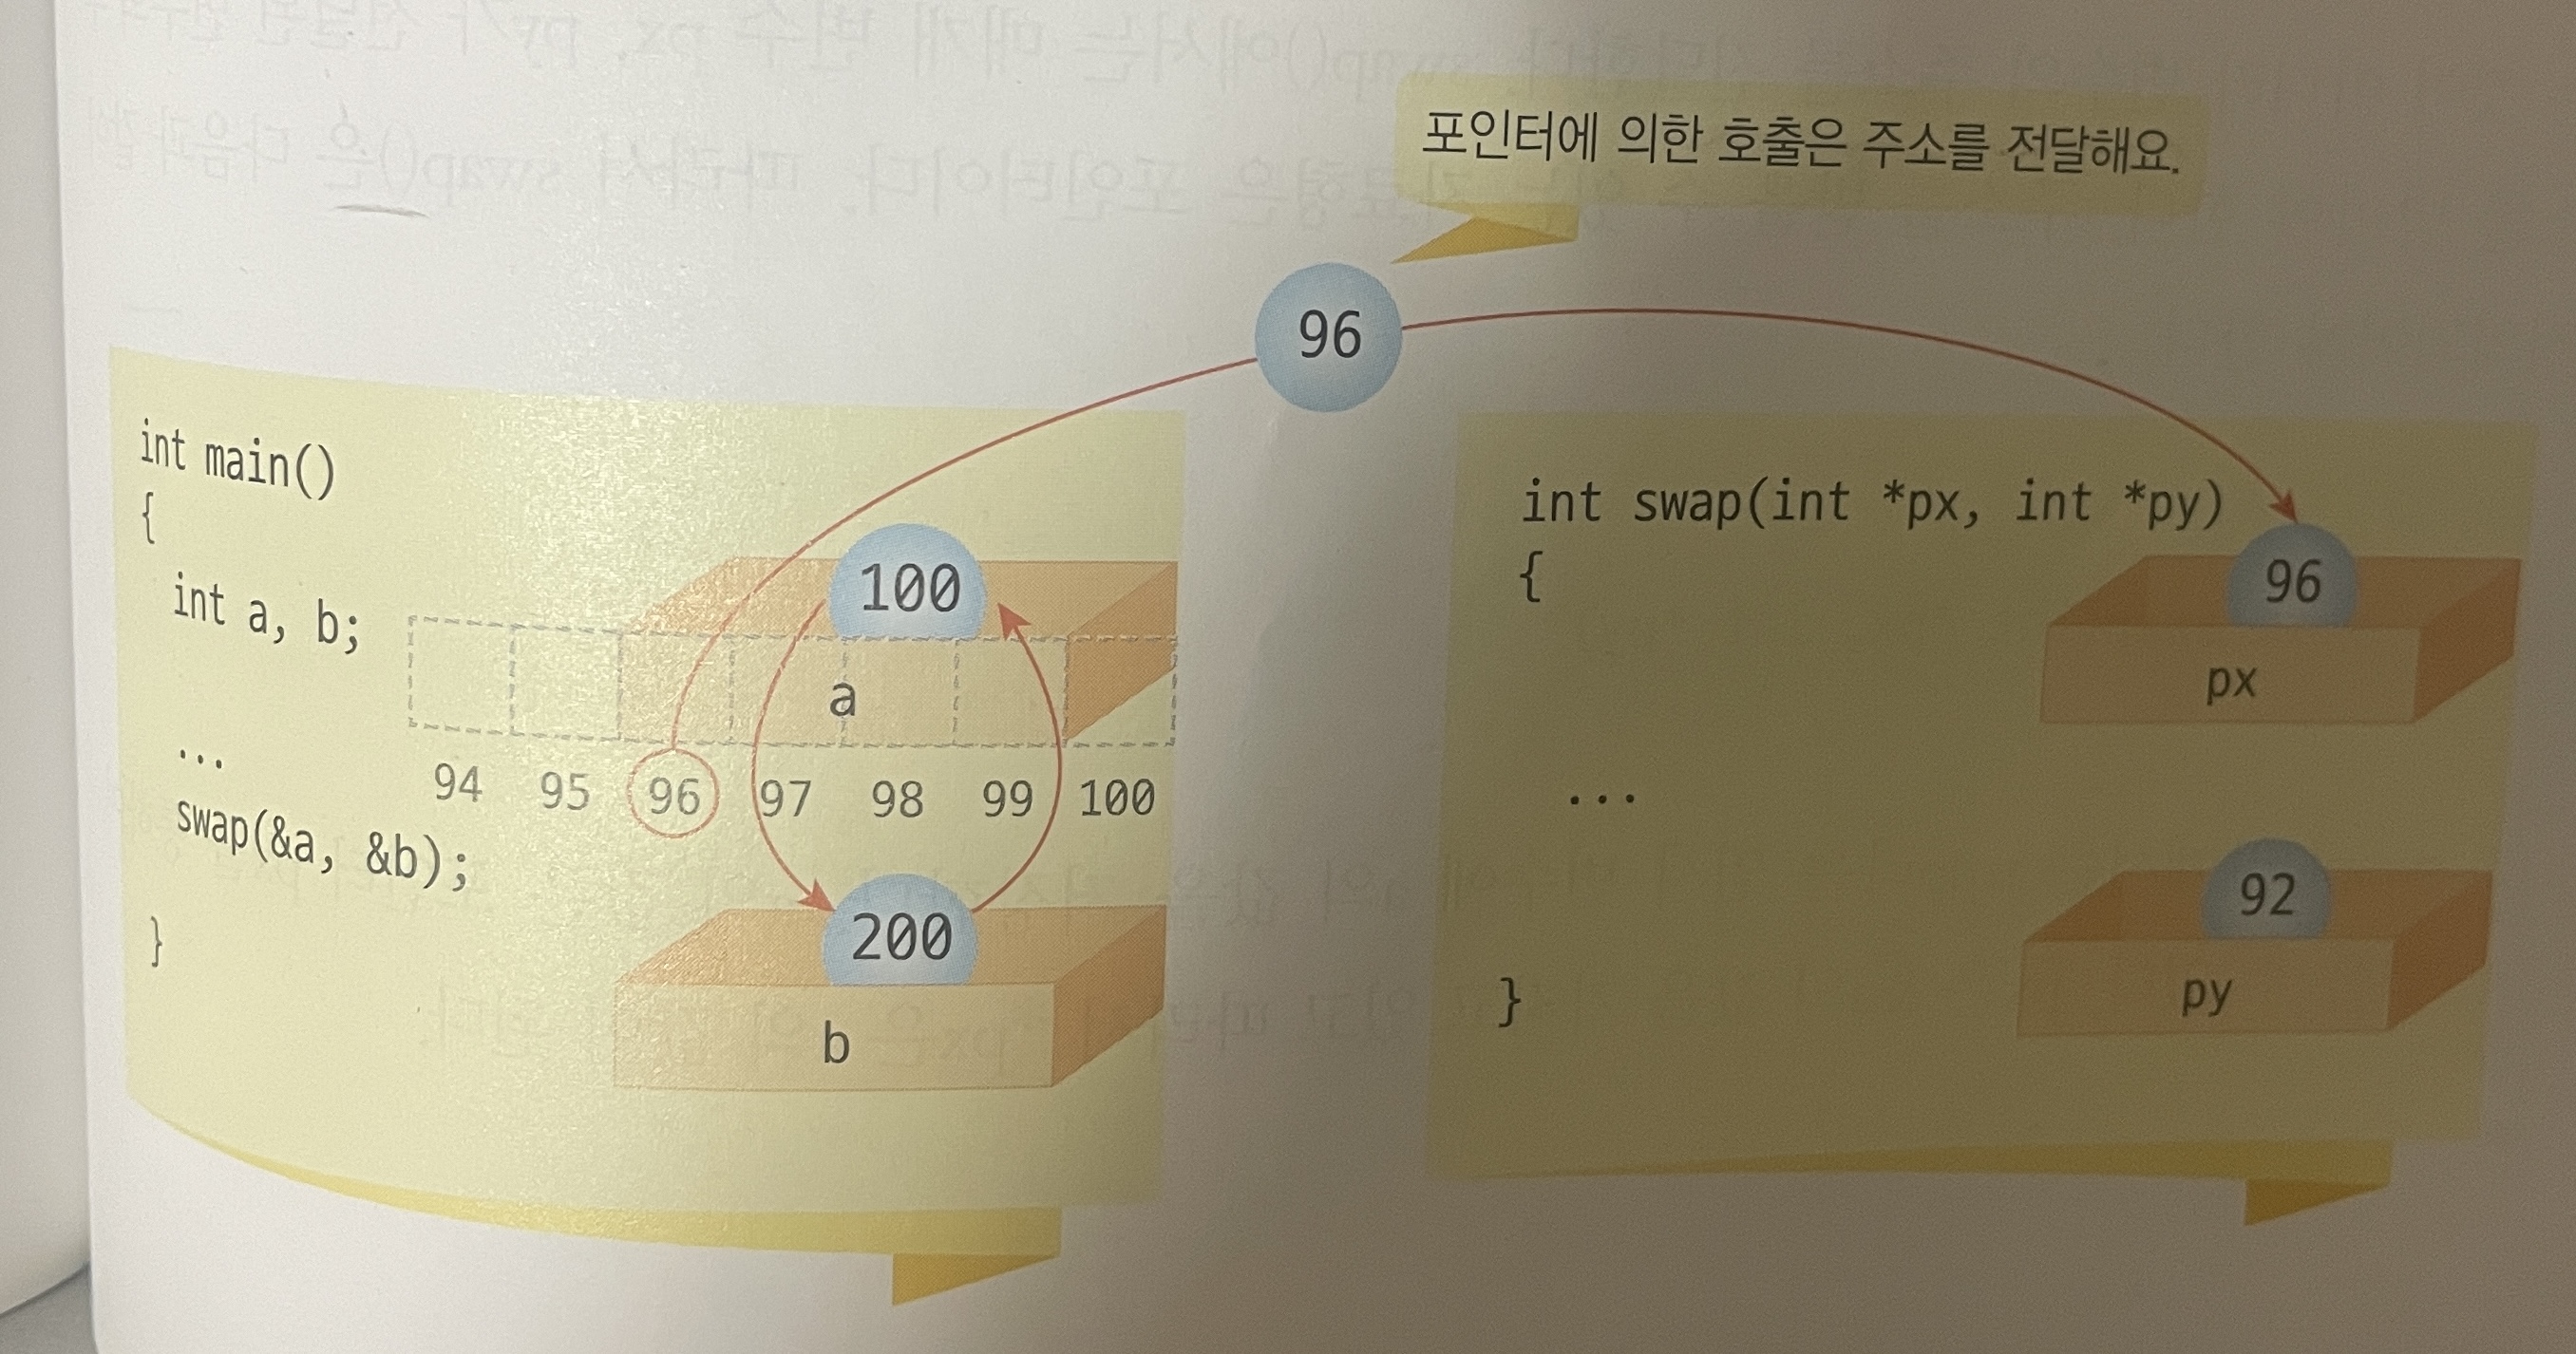 포인터에 의한 호출은 주소를 전달해요.
96
int main()
{
int a, b;
...
swap(&a, &b);
}
100
a
94 95 96 97 98 99 100
200
b
int swap(int *px, int *py)
{
...
}
96
px
92
py